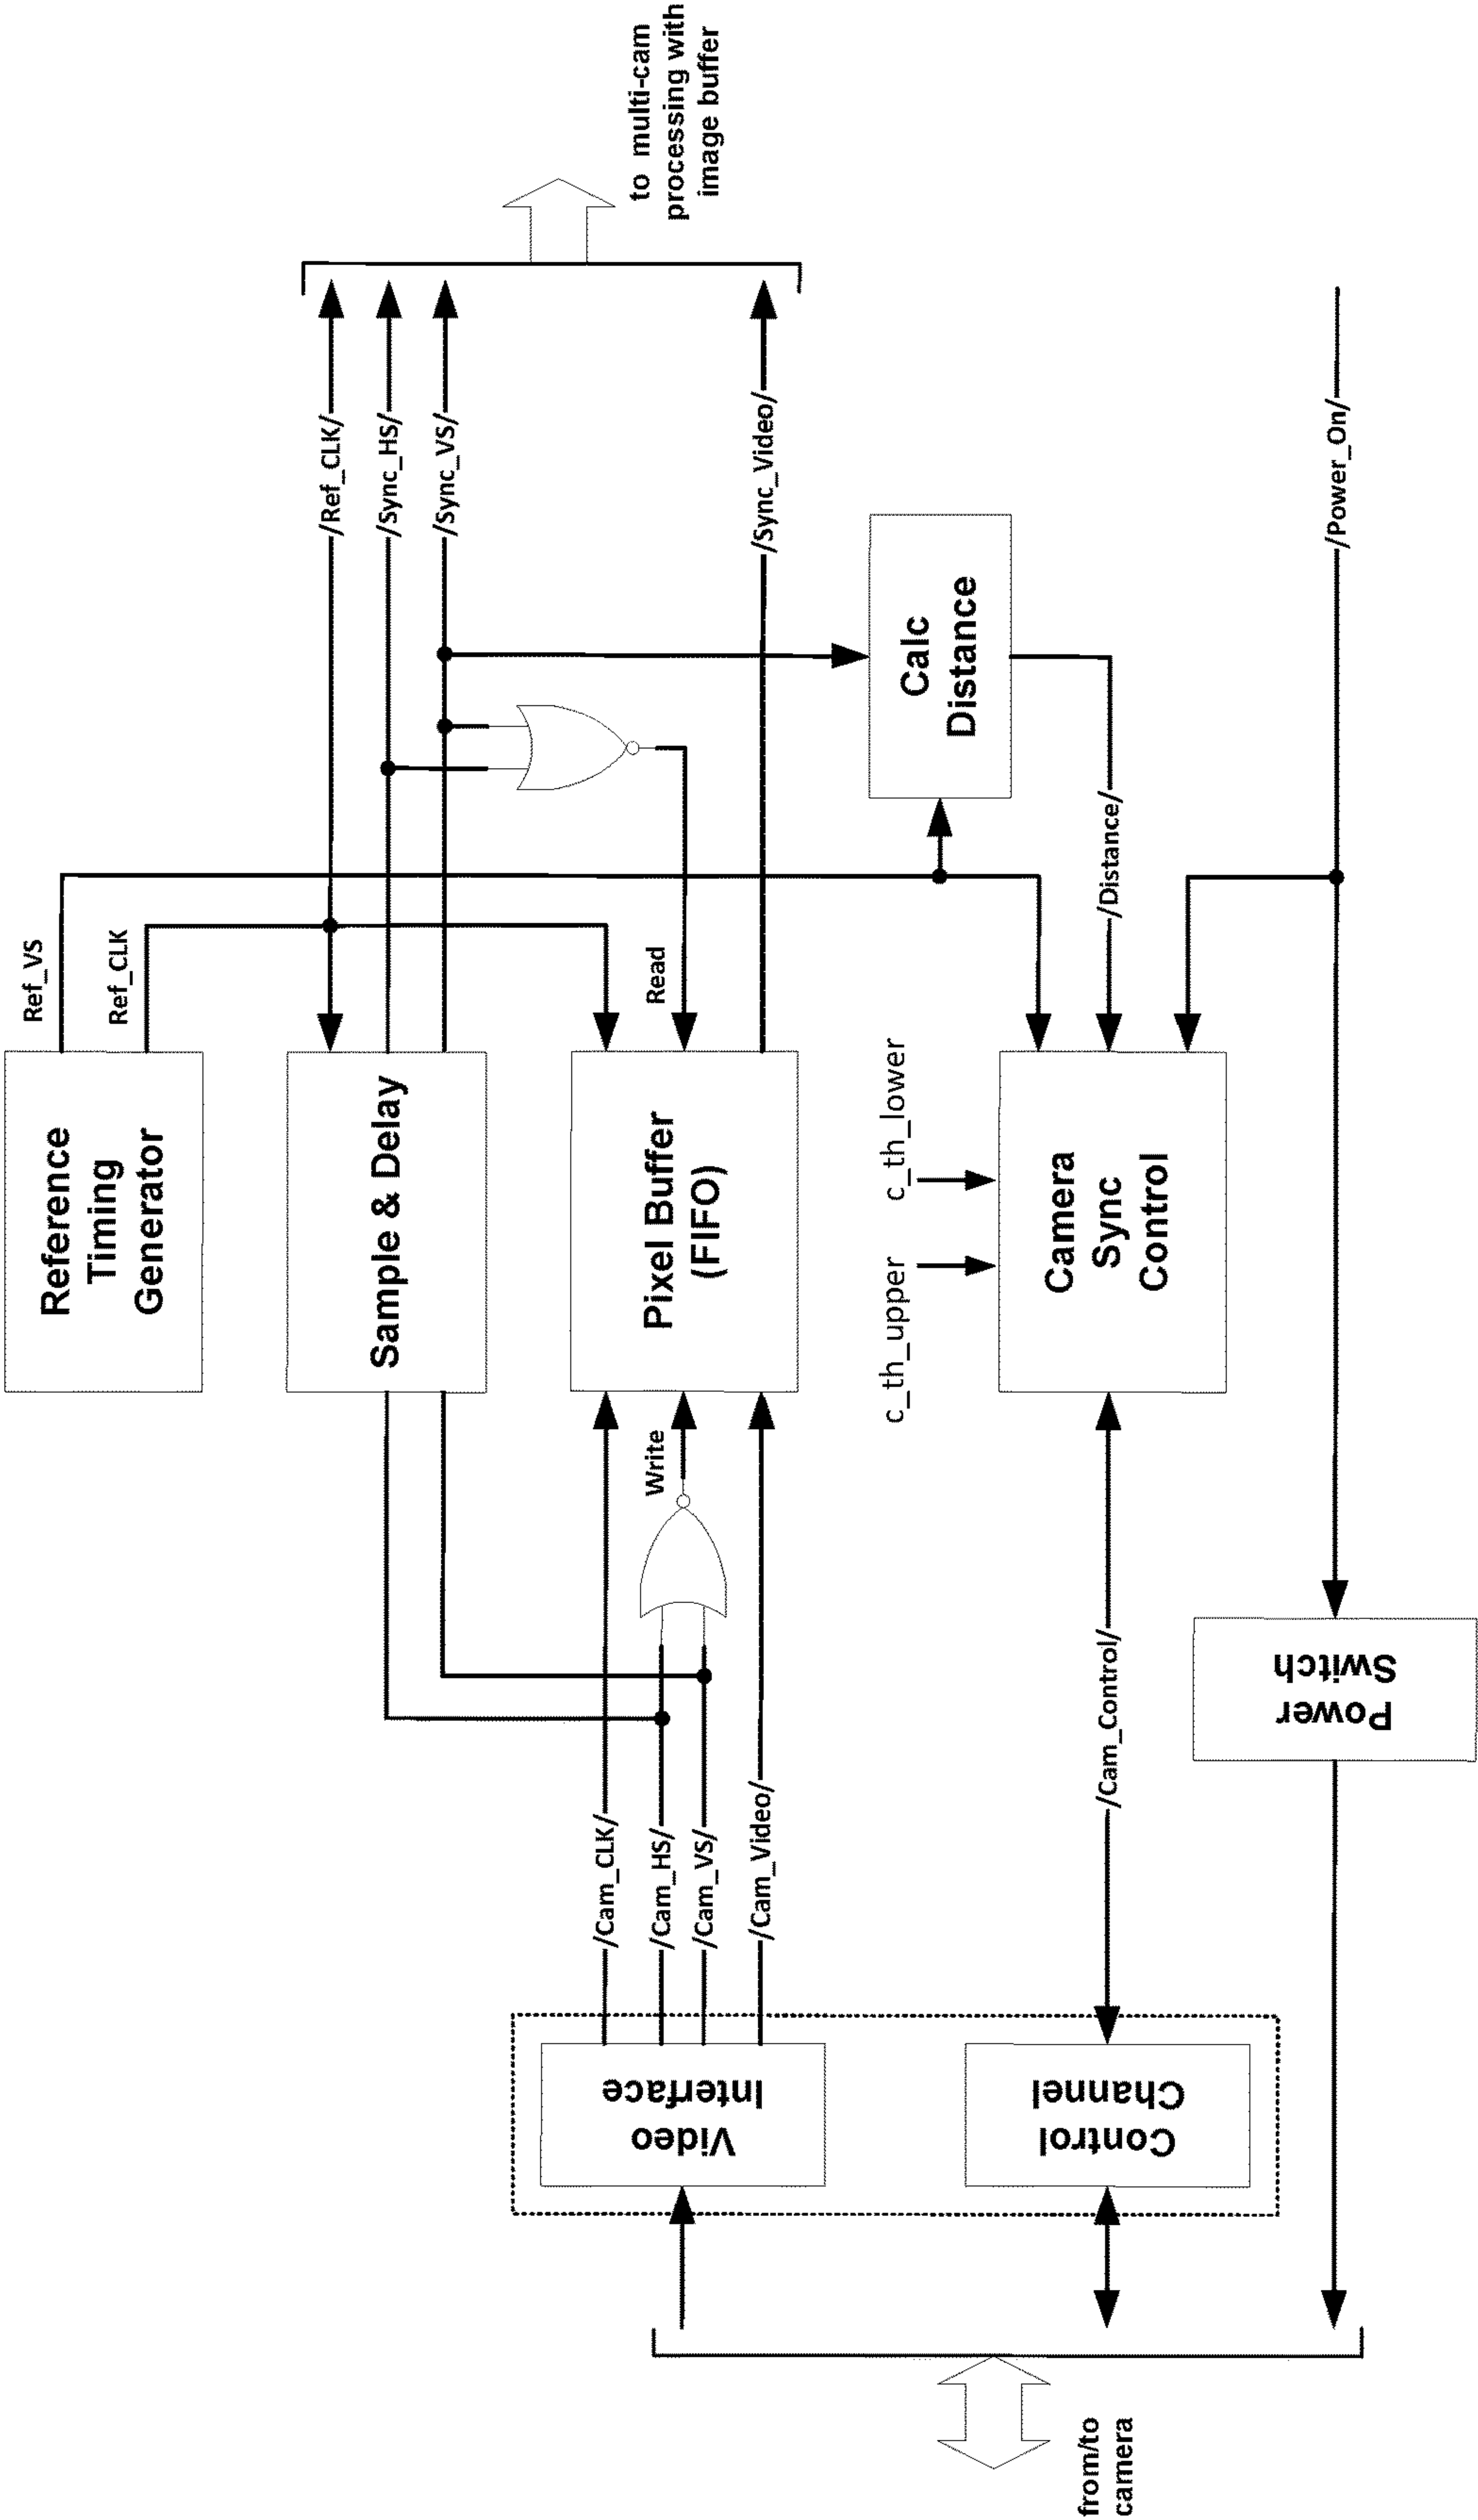 Reference
Timing
Generator
Ref_VS
Ref_CLK
Sample & Delay
Pixel Buffer
(FIFO)
Write
Read
/Cam_CLK/
/Cam_HS/
/Cam_VS/
/Cam_Video/
/Ref_CLK/
/Sync_HS/
/Sync_VS/
/Sync_Video/
to multi-cam
processing with
image buffer
Calc
Distance
/Distance/
c_th_upper
c_th_lower
Camera
Sync
Control
/Cam_Control/
/Power_On/
Power
Switch
Video
Interface
Control
Channel
from/to
camera